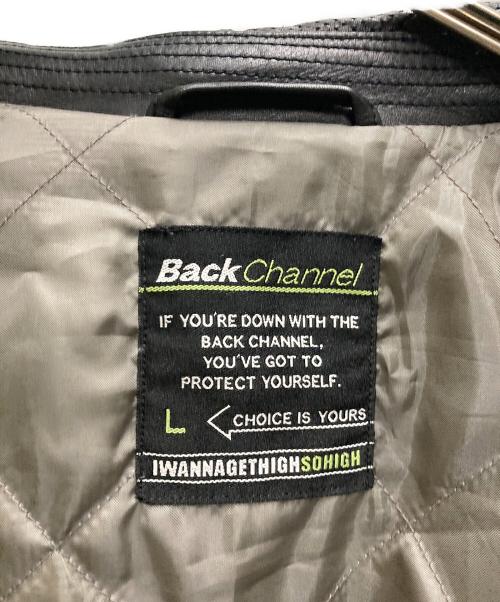 Back Channel
IF YOU'RE DOWN WITH THE
BACK CHANNEL,
YOU'VE GOT TO
PROTECT YOURSELF.
L CHOICE IS YOURS
IWANNAGETHIGHSOHIGH